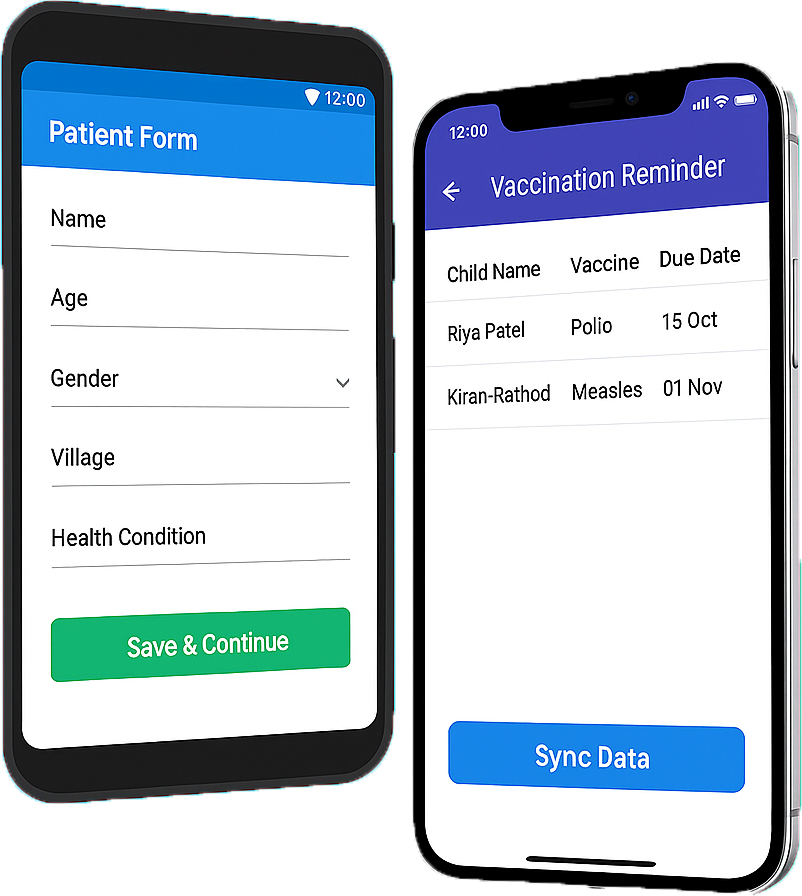 12:00
Patient Form
Name
Age
Gender
Village
Health Condition
Save & Continue
12:00
Vaccination Reminder
Child Name Vaccine Due Date
Riya Patel Polio 15 Oct
Kiran-Rathod Measles 01 Nov
Sync Data